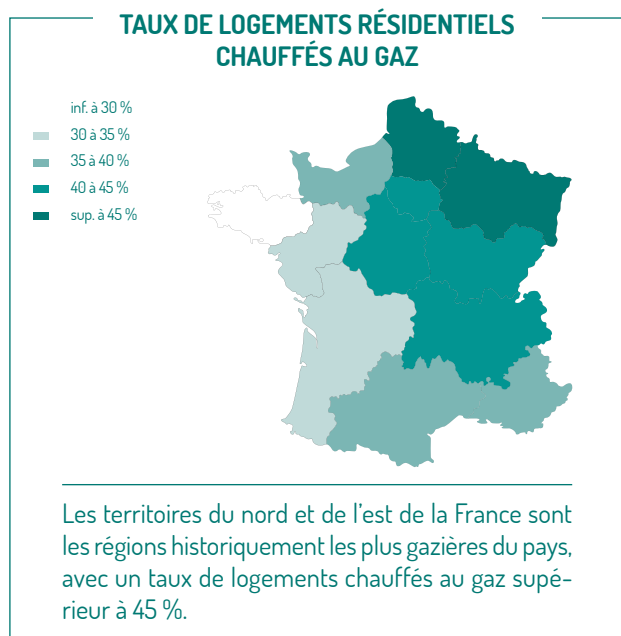 TAUX DE LOGEMENTS RÉSIDENTIELS
CHAUFFÉS AU GAZ
inf. à 30 %
30 à 35 %
35 à 40 %
40 à 45 %
sup. à 45 %
Les territoires du nord et de l'est de la France sont
les régions historiquement les plus gazières du pays,
avec un taux de logements chauffés au gaz supé-
rieur à 45 %.